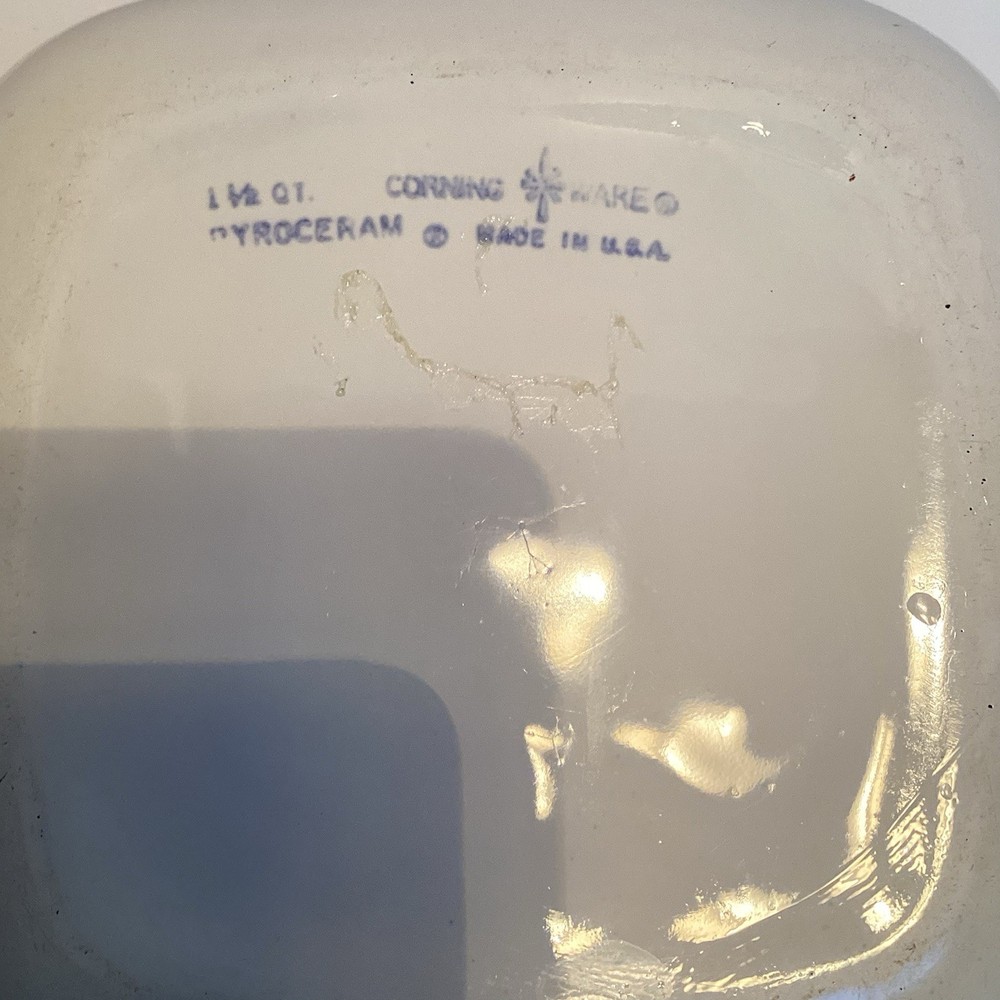 1 ½ QT. CORNING WARE ®
PYROCERAM ® MADE IN U.S.A.